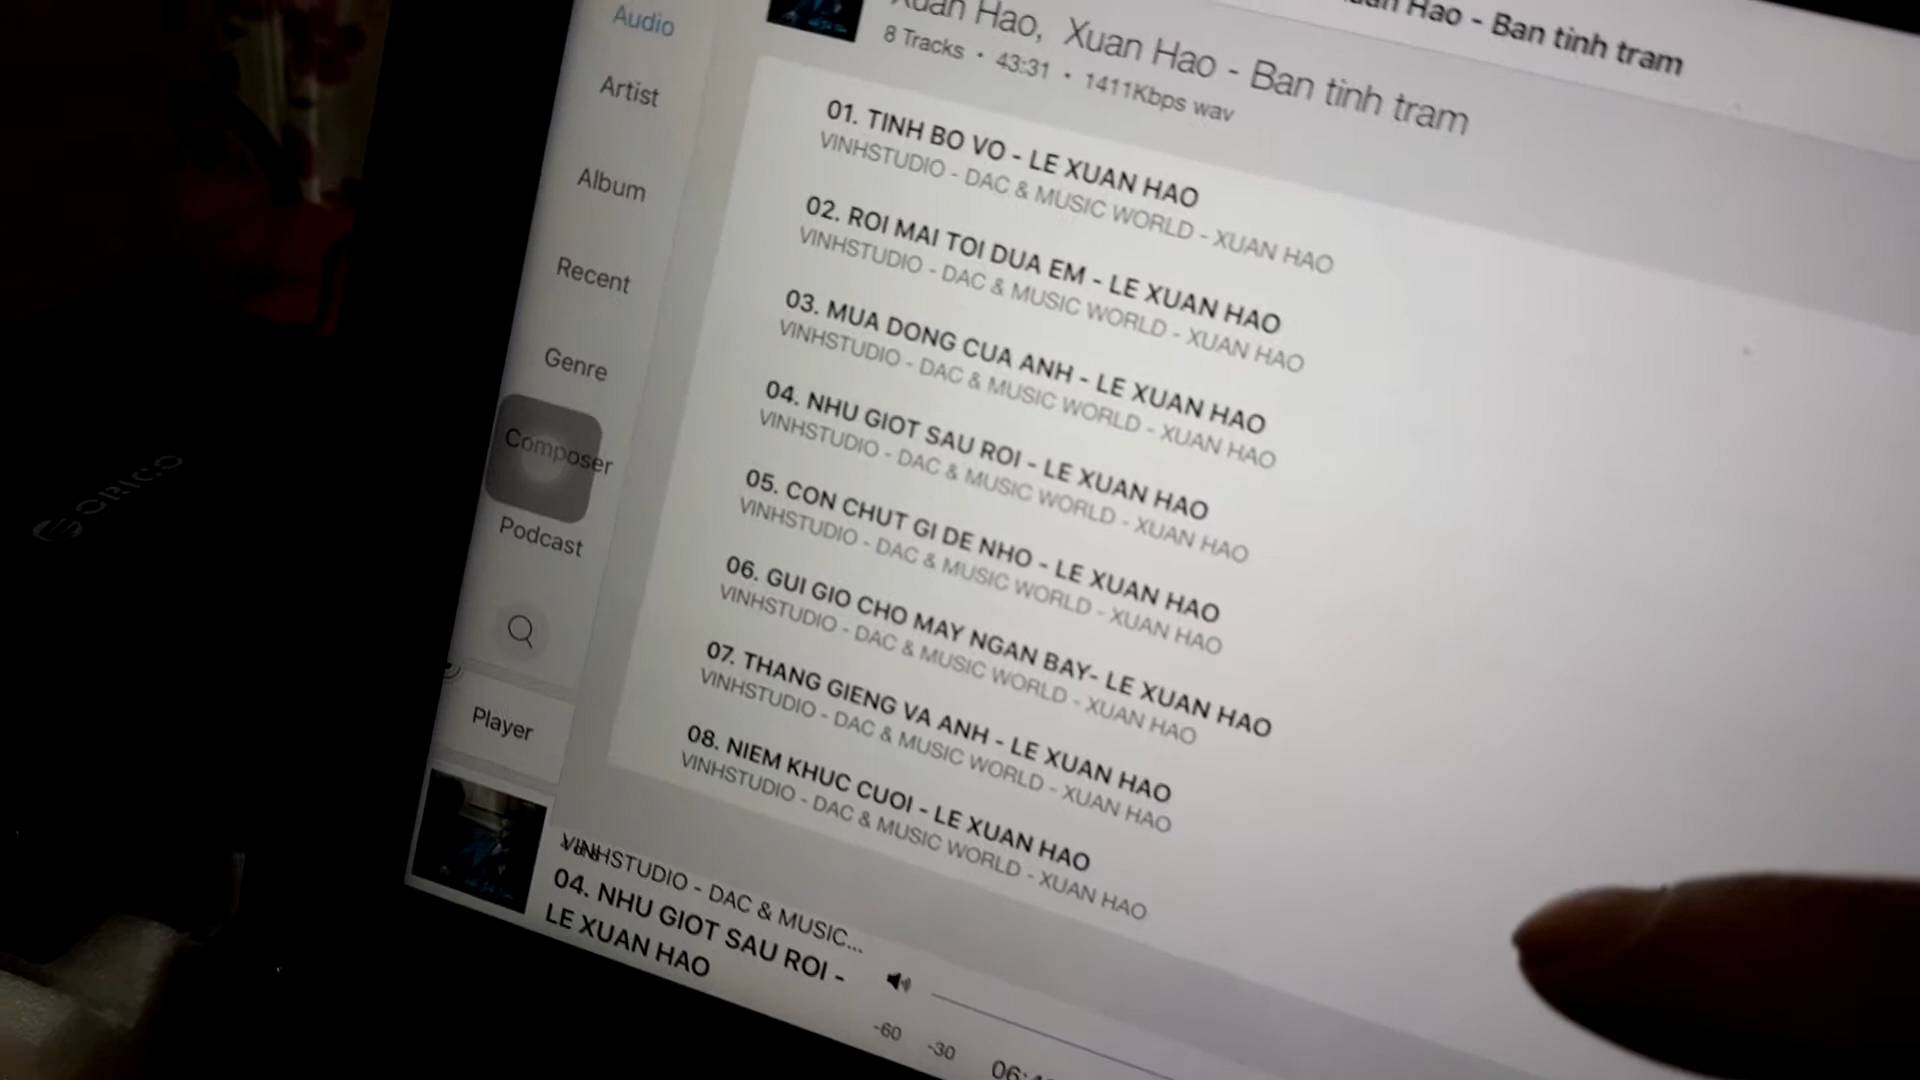 Hao - Ban tinh tram
Xuan Hao, Xuan Hao - Ban tinh tram
8 Tracks • 43:31 • 1411Kbps wav
Audio
Artist
Album
Recent
Genre
Composer
Podcast
Player
01. TINH BO VO - LE XUAN HAO
VINHSTUDIO - DAC & MUSIC WORLD - XUAN HAO
02. ROI MAI TOI DUA EM - LE XUAN HAO
VINHSTUDIO - DAC & MUSIC WORLD - XUAN HAO
03. MUA DONG CUA ANH - LE XUAN HAO
VINHSTUDIO - DAC & MUSIC WORLD - XUAN HAO
04. NHU GIOT SAU ROI - LE XUAN HAO
VINHSTUDIO - DAC & MUSIC WORLD - XUAN HAO
05. CON CHUT GI DE NHO - LE XUAN HAO
VINHSTUDIO - DAC & MUSIC WORLD - XUAN HAO
06. GUI GIO CHO MAY NGAN BAY- LE XUAN HAO
VINHSTUDIO - DAC & MUSIC WORLD - XUAN HAO
07. THANG GIENG VA ANH - LE XUAN HAO
VINHSTUDIO - DAC & MUSIC WORLD - XUAN HAO
08. NIEM KHUC CUOI - LE XUAN HAO
VINHSTUDIO - DAC & MUSIC WORLD - XUAN HAO
VINHSTUDIO - DAC & MUSIC...
04. NHU GIOT SAU ROI -
LE XUAN HAO
-60 -30
ORICO